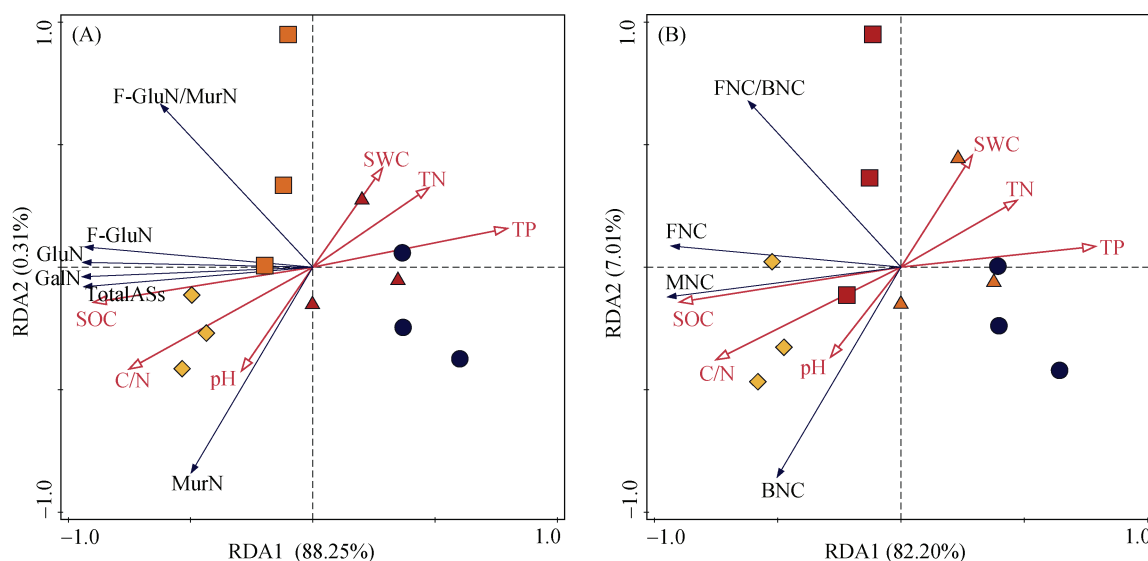 (A)
1.0
F-GluN/MurN
SWC
TN
TP
F-GluN
GluN
GalN
TotalASs
SOC
C/N
pH
MurN
RDA2 (0.31%)
-1.0
−1.0
RDA1 (88.25%)
1.0
(B)
1.0
FNC/BNC
SWC
TN
TP
FNC
MNC
SOC
C/N
pH
BNC
RDA2 (7.01%)
-1.0
−1.0
RDA1 (82.20%)
1.0